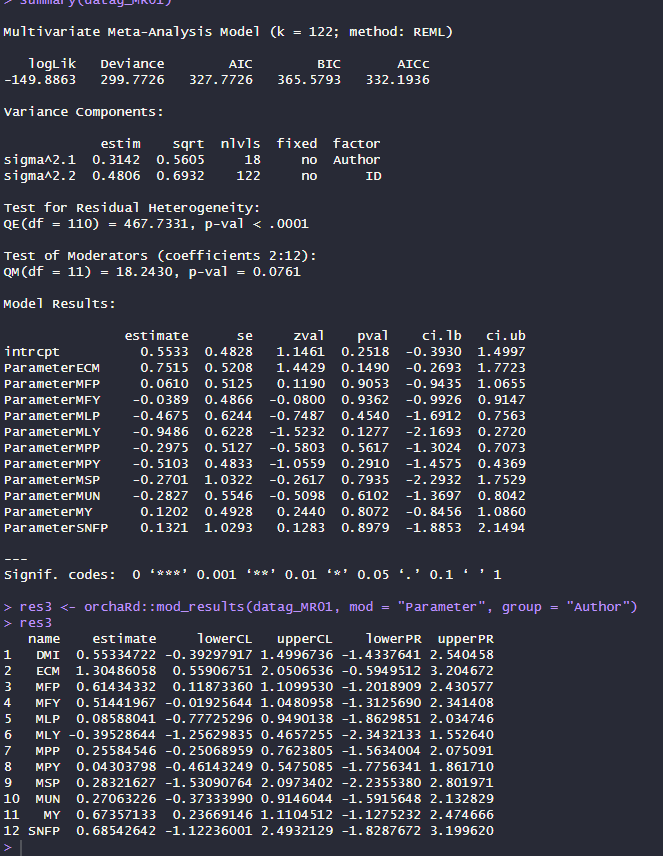 > summary(datag_MR01)
Multivariate Meta-Analysis Model (k = 122; method: REML)
logLik Deviance AIC BIC AICc
-149.8863 299.7726 327.7726 365.5793 332.1936
Variance Components:
estim sqrt nlvls fixed factor
sigma^2.1 0.3142 0.5605 18 no Author
sigma^2.2 0.4806 0.6932 122 no ID
Test for Residual Heterogeneity:
QE(df = 110) = 467.7331, p-val < .0001
Test of Moderators (coefficients 2:12):
QM(df = 11) = 18.2430, p-val = 0.0761
Model Results:
estimate se zval pval ci.lb ci.ub
intrcpt 0.5533 0.4828 1.1461 0.2518 -0.3930 1.4997
ParameterECM 0.7515 0.5208 1.4429 0.1490 -0.2693 1.7723
ParameterMFP 0.0610 0.5125 0.1190 0.9053 -0.9435 1.0655
ParameterMFY -0.0389 0.4866 -0.0800 0.9362 -0.9926 0.9147
ParameterMLP -0.4675 0.6244 -0.7487 0.4540 -1.6912 0.7563
ParameterMLY -0.9486 0.6228 -1.5232 0.1277 -2.1693 0.2720
ParameterMPP -0.2975 0.5127 -0.5803 0.5617 -1.3024 0.7073
ParameterMPY -0.5103 0.4833 -1.0559 0.2910 -1.4575 0.4369
ParameterMSP -0.2701 1.0322 -0.2617 0.7935 -2.2932 1.7529
ParameterMUN -0.2827 0.5546 -0.5098 0.6102 -1.3697 0.8042
ParameterMY 0.1202 0.4928 0.2440 0.8072 -0.8456 1.0860
ParameterSNFP 0.1321 1.0293 0.1283 0.8979 -1.8853 2.1494
---
Signif. codes: 0 ‘***’ 0.001 ‘**’ 0.01 ‘*’ 0.05 ‘.’ 0.1 ‘ ’ 1
> res3 <- orchaRd::mod_results(datag_MR01, mod = "Parameter", group = "Author")
> res3
name estimate lowerCL upperCL lowerPR upperPR
1 DMI 0.55334722 -0.39297917 1.4996736 -1.4337641 2.540458
2 ECM 1.30486058 0.55906751 2.0506536 -0.5949512 3.204672
3 MFP 0.61434332 0.11873360 1.1099530 -1.2018909 2.430577
4 MFY 0.51441967 -0.01925644 1.0480958 -1.3125690 2.341408
5 MLP 0.08588041 -0.77725296 0.9490138 -1.8629851 2.034746
6 MLY -0.39528644 -1.25629835 0.4657255 -2.3432133 1.552640
7 MPP 0.25584546 -0.25068959 0.7623805 -1.5634004 2.075091
8 MPY 0.04303798 -0.46143249 0.5475085 -1.7756341 1.861710
9 MSP 0.28321627 -1.53090764 2.0973402 -2.2355380 2.801971
10 MUN 0.27063226 -0.37333990 0.9146044 -1.5915648 2.132829
11 MY 0.67357133 0.23669146 1.1104512 -1.1275232 2.474666
12 SNFP 0.68542642 -1.12236001 2.4932129 -1.8287672 3.199620
>